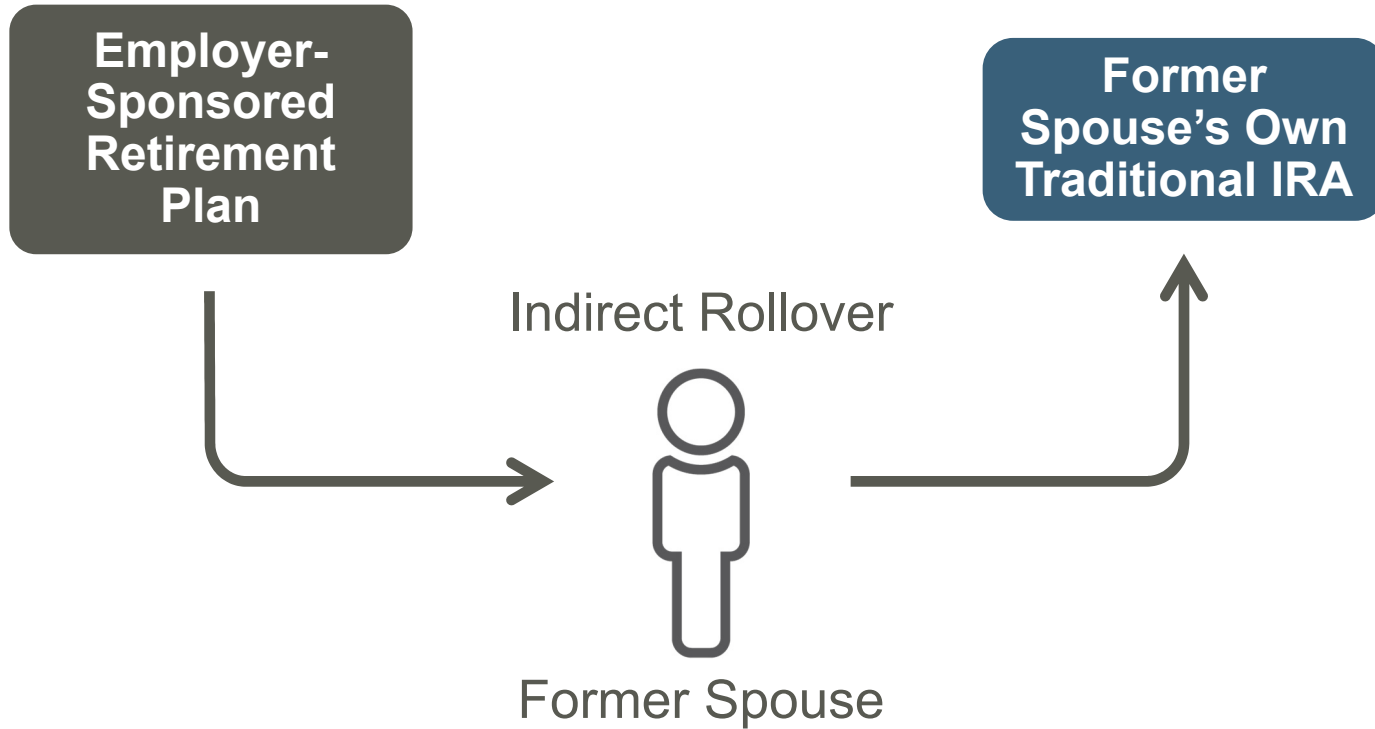 Employer-
Sponsored
Retirement
Plan
Former
Spouse’s Own
Traditional IRA
Indirect Rollover
Former Spouse